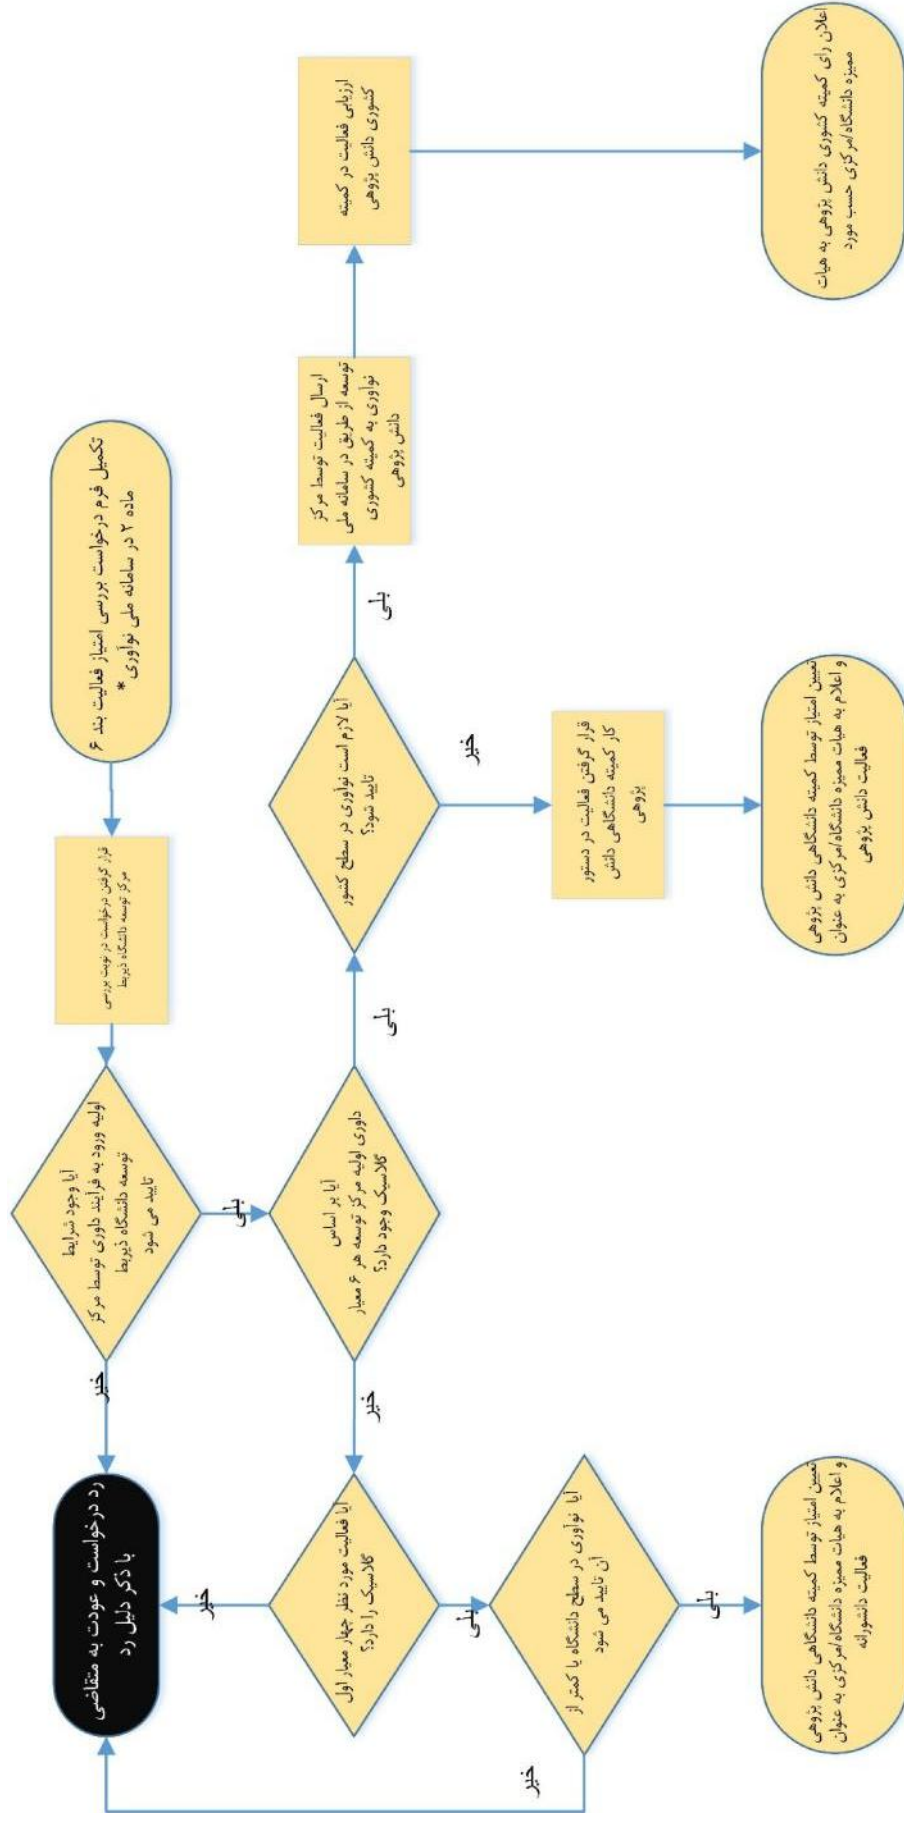 تکمیل فرم درخواست بررسی امتیاز فعالیت بند ۶
ماده ۲ در سامانه ملی نوآوری *
قرار گرفتن درخواست در نوبت بررسی
مرکز توسعه دانشگاه ذیربط
آیا وجود شرایط
اولیه ورود به فرآیند داوری توسط مرکز
توسعه دانشگاه ذیربط
تایید می شود
خیر
رد درخواست و عودت به متقاضی
با ذکر دلیل رد
بلی
آیا بر اساس
داوری اولیه مرکز توسعه هر ۶ معیار
گلاسیک وجود دارد؟
بلی
خیر
آیا لازم است نوآوری در سطح کشور
تایید شود؟
بلی
ارسال فعالیت توسط مرکز
توسعه از طریق در سامانه ملی
نوآوری به کمیته کشوری
دانش پژوهی
ارزیابی فعالیت در کمیته
کشوری دانش پژوهی
اعلان رای کمیته کشوری دانش پژوهی به هیات
ممیزه دانشگاه/مرکزی حسب مورد
خیر
قرار گرفتن فعالیت در دستور
کار کمیته دانشگاهی دانش
پژوهی
تعیین امتیاز توسط کمیته دانشگاهی دانش پژوهی
و اعلام به هیات ممیزه دانشگاه/مرکزی به عنوان
فعالیت دانش پژوهی
آیا فعالیت مورد نظر چهار معیار اول
گلاسیک را دارد؟
خیر
بلی
آیا نوآوری در سطح دانشگاه یا کمتر از
آن تایید می شود
خیر
بلی
تعیین امتیاز توسط کمیته دانشگاهی دانش پژوهی
و اعلام به هیات ممیزه دانشگاه/مرکزی به عنوان
فعالیت دانشورانه